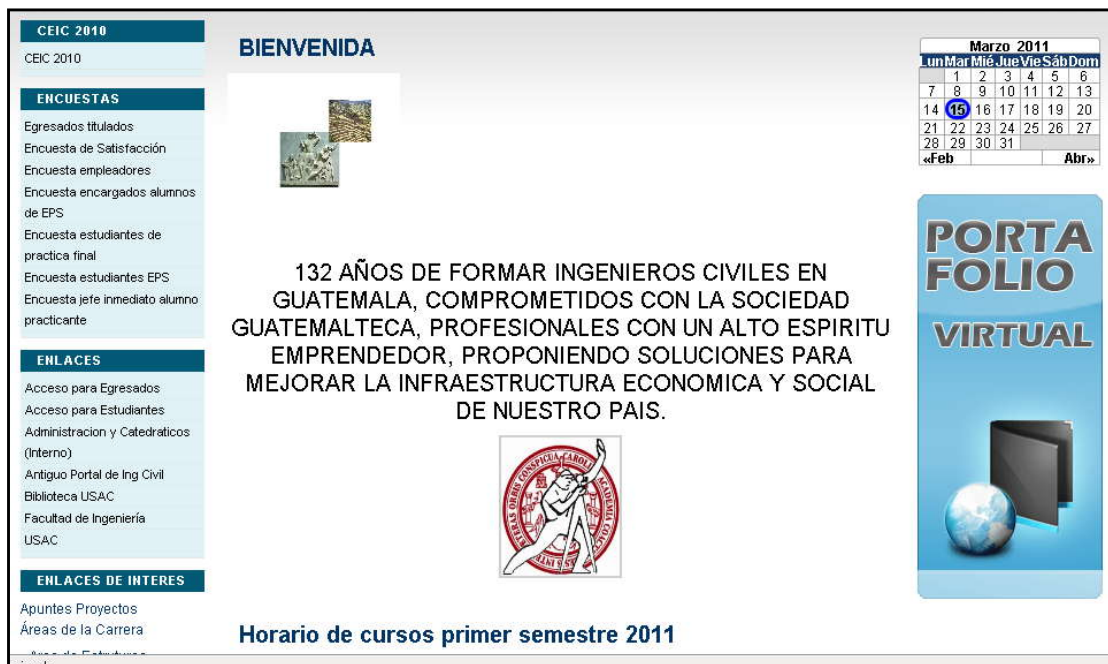 CEIC 2010
CEIC 2010
ENCUESTAS
Egresados titulados
Encuesta de Satisfacción
Encuesta empleadores
Encuesta encargados alumnos
de EPS
Encuesta estudiantes de
practica final
Encuesta estudiantes EPS
Encuesta jefe inmediato alumno
practicante
ENLACES
Acceso para Egresados
Acceso para Estudiantes
Administracion y Catedraticos
(Interno)
Antiguo Portal de Ing Civil
Biblioteca USAC
Facultad de Ingeniería
USAC
ENLACES DE INTERES
Apuntes Proyectos
Áreas de la Carrera
BIENVENIDA
132 AÑOS DE FORMAR INGENIEROS CIVILES EN
GUATEMALA, COMPROMETIDOS CON LA SOCIEDAD
GUATEMALTECA, PROFESIONALES CON UN ALTO ESPIRITU
EMPRENDEDOR, PROPONIENDO SOLUCIONES PARA
MEJORAR LA INFRAESTRUCTURA ECONOMICA Y SOCIAL
DE NUESTRO PAIS.
Horario de cursos primer semestre 2011
Marzo 2011
Lun Mar Mié Jue Vie Sáb Dom
1 2 3 4 5 6
7 8 9 10 11 12 13
14 15 16 17 18 19 20
21 22 23 24 25 26 27
28 29 30 31
«Feb Abr»
PORTA
FOLIO
VIRTUAL